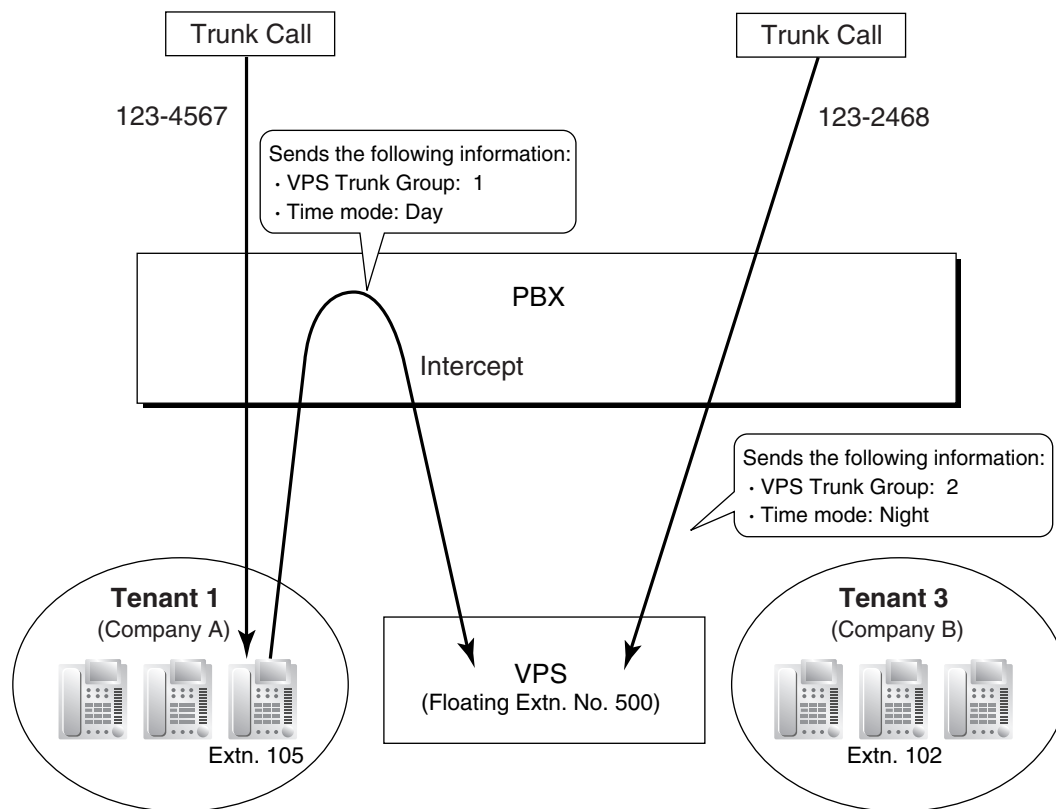 Trunk Call
Trunk Call
123-4567
123-2468
Sends the following information:
· VPS Trunk Group: 1
· Time mode: Day
PBX
Intercept
Sends the following information:
· VPS Trunk Group: 2
· Time mode: Night
Tenant 1
(Company A)
Extn. 105
VPS
(Floating Extn. No. 500)
Tenant 3
(Company B)
Extn. 102